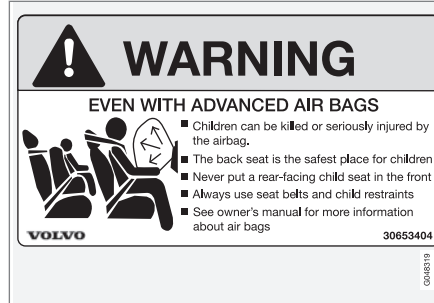 WARNING
EVEN WITH ADVANCED AIR BAGS
■ Children can be killed or seriously injured by
the airbag.
■ The back seat is the safest place for children
■ Never put a rear-facing child seat in the front
■ Always use seat belts and child restraints
■ See owner's manual for more information
about air bags
VOLVO
30653404
G048319